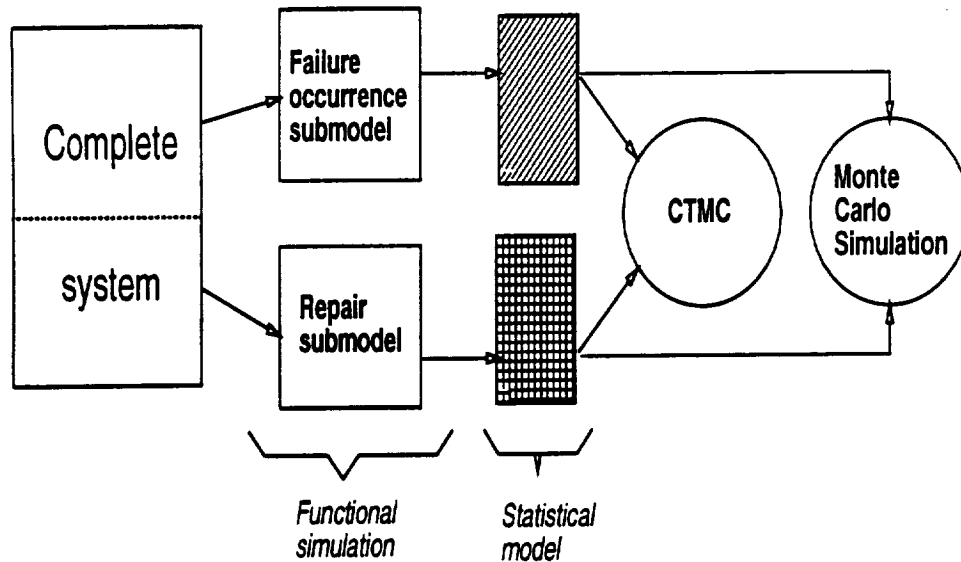 Complete
system
Failure
occurrence
submodel
Repair
submodel
CTMC
Monte
Carlo
Simulation
Functional
simulation
Statistical
model